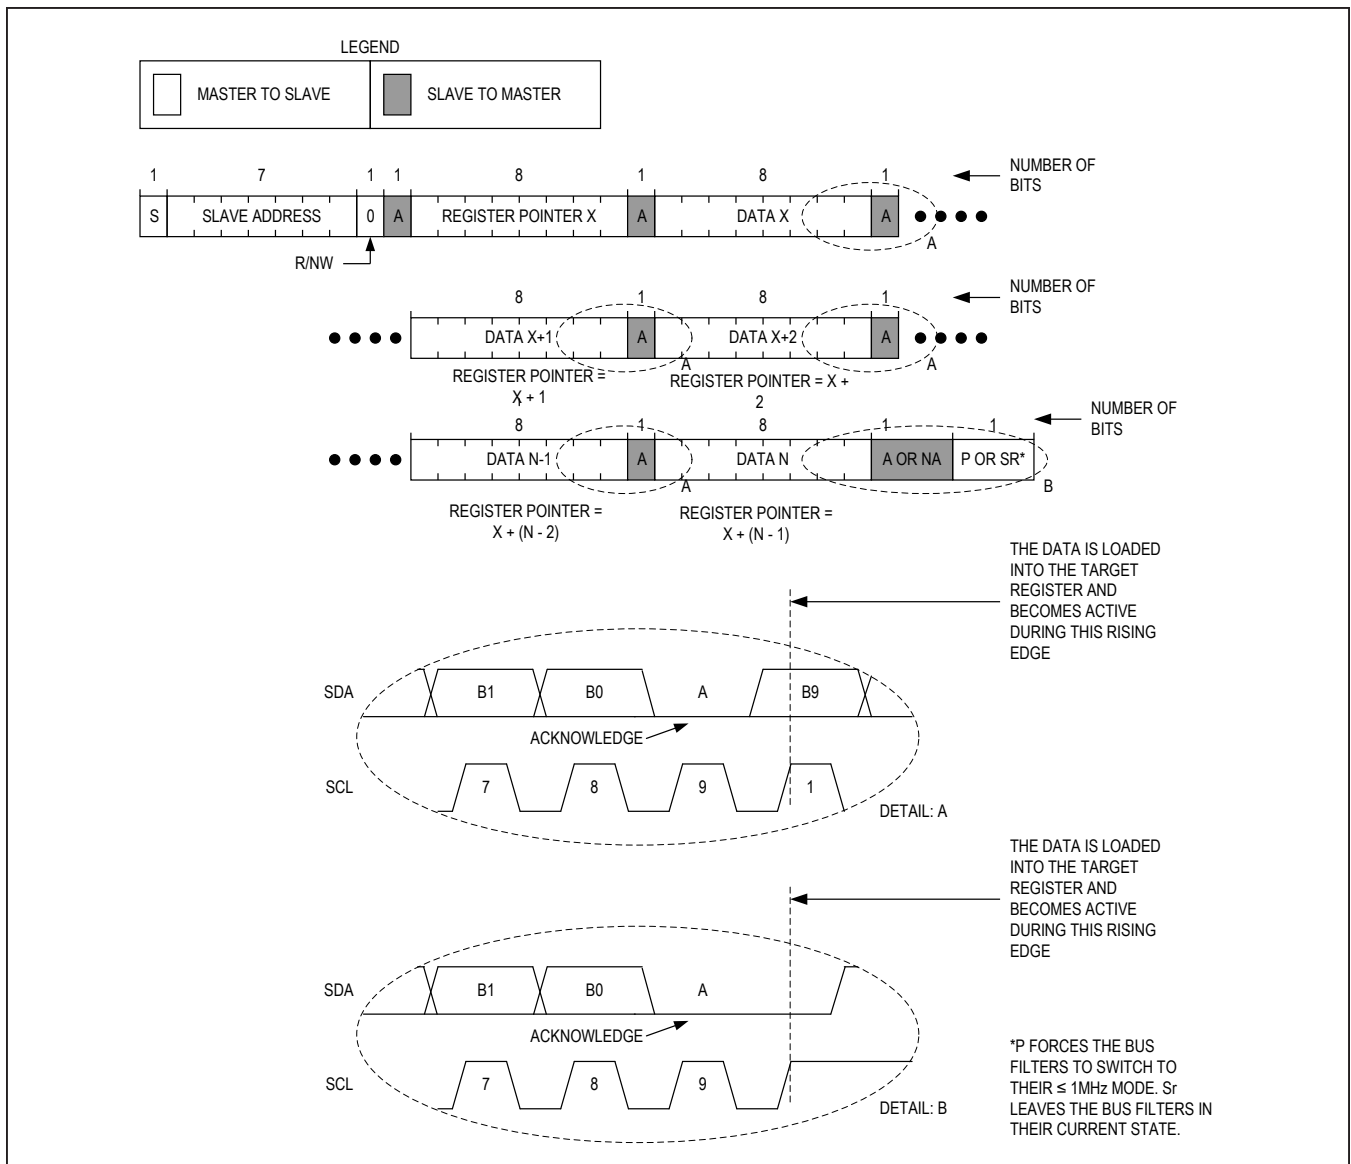 LEGEND
MASTER TO SLAVE
SLAVE TO MASTER
1 7 1 1 8 1 8 1
NUMBER OF
BITS
S SLAVE ADDRESS 0 A REGISTER POINTER X A DATA X A
A
R/NW
8 1 8 1
NUMBER OF
BITS
DATA X+1 A DATA X+2 A
A A
REGISTER POINTER =
X + 1
REGISTER POINTER = X +
2
8 1 8 1 1
NUMBER OF
BITS
DATA N-1 A DATA N A OR NA P OR SR*
A B
REGISTER POINTER =
X + (N - 2)
REGISTER POINTER =
X + (N - 1)
THE DATA IS LOADED
INTO THE TARGET
REGISTER AND
BECOMES ACTIVE
DURING THIS RISING
EDGE
SDA B1 B0 A B9
ACKNOWLEDGE
SCL 7 8 9 1
DETAIL: A
THE DATA IS LOADED
INTO THE TARGET
REGISTER AND
BECOMES ACTIVE
DURING THIS RISING
EDGE
SDA B1 B0 A
ACKNOWLEDGE
SCL 7 8 9
DETAIL: B
*P FORCES THE BUS
FILTERS TO SWITCH TO
THEIR ≤ 1MHz MODE. Sr
LEAVES THE BUS FILTERS IN
THEIR CURRENT STATE.